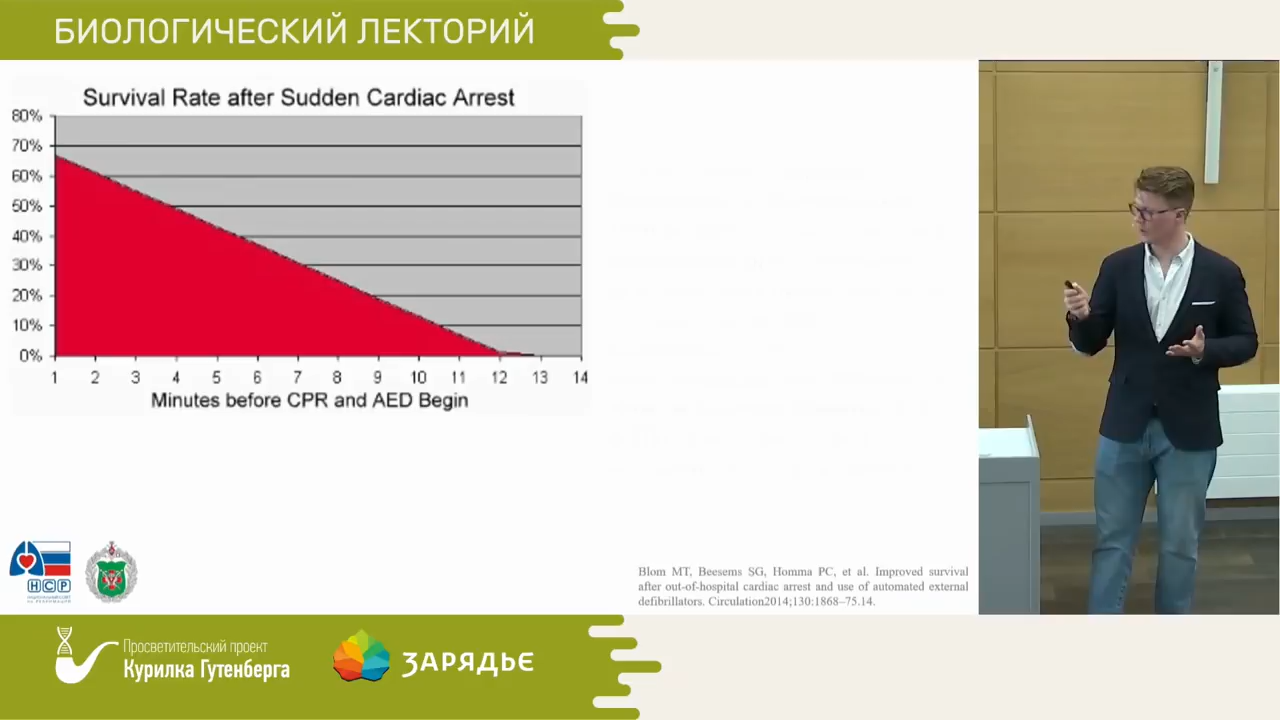 БИОЛОГИЧЕСКИЙ ЛЕКТОРИЙ
Survival Rate after Sudden Cardiac Arrest
80%
70%
60%
50%
40%
30%
20%
10%
0%
1 2 3 4 5 6 7 8 9 10 11 12 13 14
Minutes before CPR and AED Begin
НСР
Blom MT, Beesems SG, Homma PC, et al. Improved survival
after out-of-hospital cardiac arrest and use of automated external
defibrillators. Circulation2014;130:1868–75.14.
Просветительский проект
Курилка Гутенберга
ЗАРЯДЬЕ